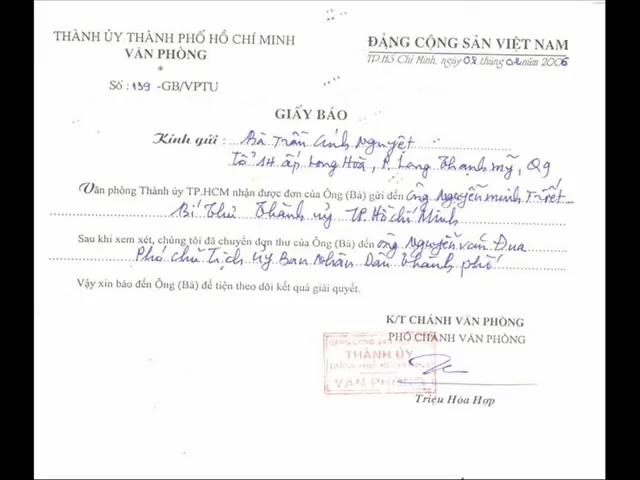 THÀNH ỦY THÀNH PHỐ HỒ CHÍ MINH
VĂN PHÒNG
*
Số: 139 -GB/VPTU
ĐẢNG CỘNG SẢN VIỆT NAM
TP.Hồ Chí Minh, ngày 08 tháng 02 năm 2006
GIẤY BÁO
Kính gửi : Bà Trần Ánh Nguyệt
Tổ 14 ấp Long Hoà, P. Long Thạnh mỹ, Q9
Văn phòng Thành ủy TP.HCM nhận được đơn của Ông (Bà) gửi đến ông Nguyễn minh Triết
Bí Thư Thành ủy TP. Hồ chí Minh
Sau khi xem xét, chúng tôi đã chuyển đơn thư của Ông (Bà) đến ông Nguyễn văn Đua
Phó chủ Tịch ủy Ban Nhân Dân Thành phố
Vậy xin báo đến Ông (Bà) để tiện theo dõi kết quả giải quyết.
K/T CHÁNH VĂN PHÒNG
PHÓ CHÁNH VĂN PHÒNG
THÀNH ỦY
VĂN PHÒNG
Triệu Hòa Hợp